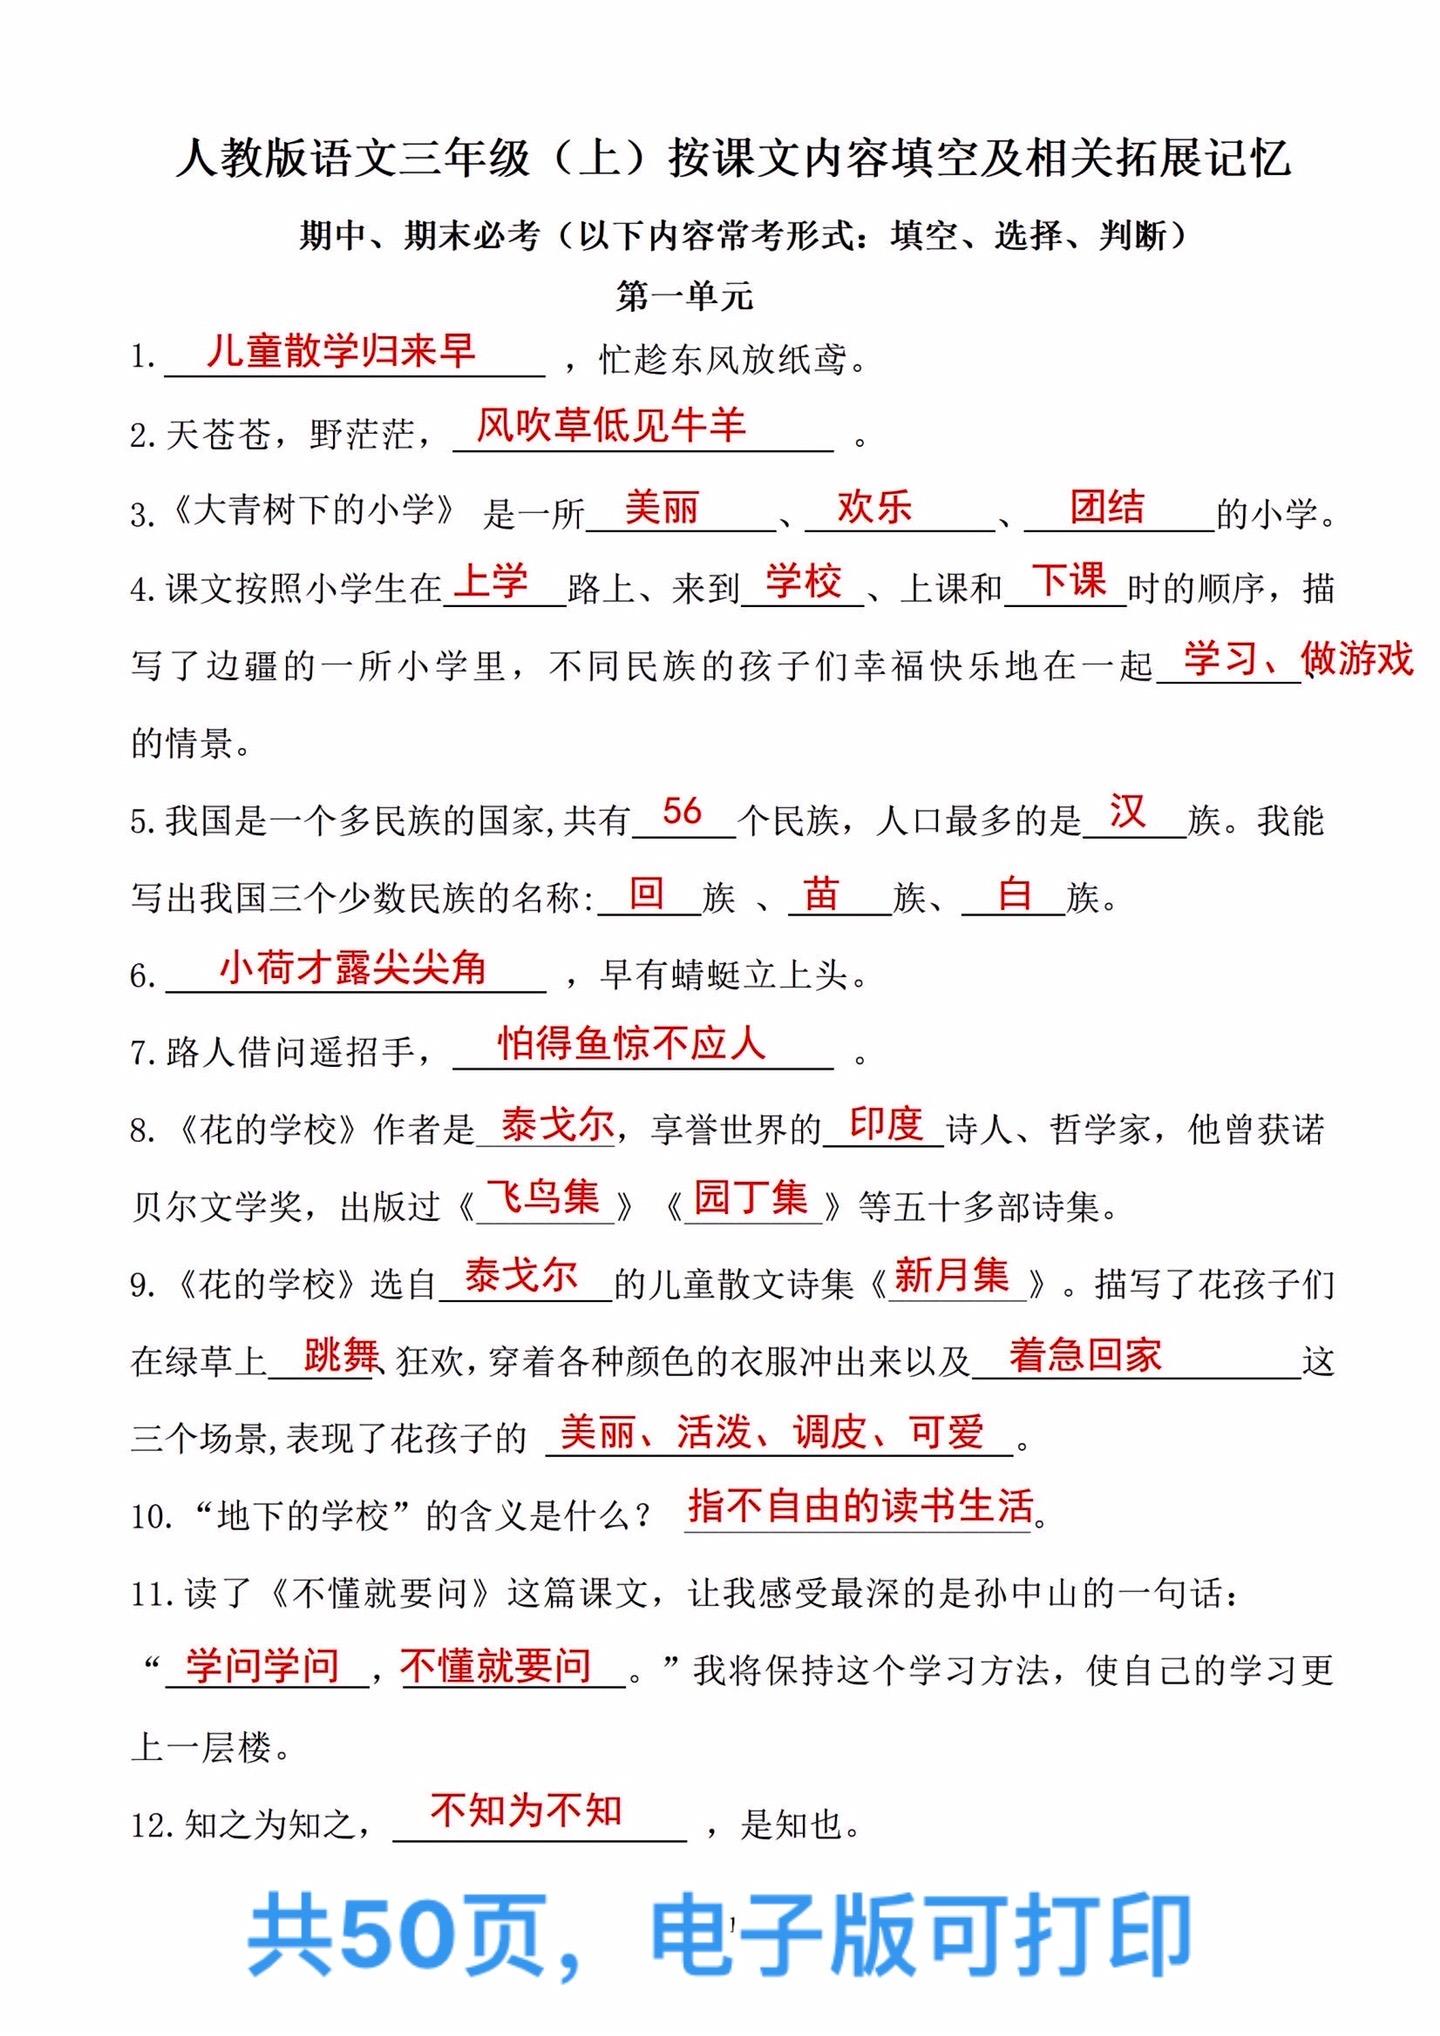 人教版语文三年级（上）按课文内容填空及相关拓展记忆
期中、期末必考（以下内容常考形式：填空、选择、判断）
第一单元
1. 儿童散学归来早 ，忙趁东风放纸鸢。
2. 天苍苍，野茫茫， 风吹草低见牛羊 。
3.《大青树下的小学》 是一所 美丽 、 欢乐 、 团结 的小学。
4. 课文按照小学生在 上学 路上、来到 学校 、上课和 下课 时的顺序，描
写了边疆的一所小学里，不同民族的孩子们幸福快乐地在一起 学习、做游戏
的情景。
5. 我国是一个多民族的国家,共有 56 个民族，人口最多的是 汉 族。我能
写出我国三个少数民族的名称: 回 族 、 苗 族、 白 族。
6. 小荷才露尖尖角 ，早有蜻蜓立上头。
7. 路人借问遥招手， 怕得鱼惊不应人 。
8.《花的学校》作者是 泰戈尔，享誉世界的 印度 诗人、哲学家，他曾获诺
贝尔文学奖，出版过《飞鸟集》《园丁集》等五十多部诗集。
9.《花的学校》选自 泰戈尔 的儿童散文诗集《新月集》。描写了花孩子们
在绿草上 跳舞、狂欢,穿着各种颜色的衣服冲出来以及 着急回家 这
三个场景,表现了花孩子的 美丽、活泼、调皮、可爱 。
10.“地下的学校”的含义是什么？ 指不自由的读书生活。
11. 读了《不懂就要问》这篇课文，让我感受最深的是孙中山的一句话：
“ 学问学问 ，不懂就要问 。”我将保持这个学习方法，使自己的学习更
上一层楼。
12. 知之为知之， 不知为不知 ，是知也。
1
共50页，电子版可打印